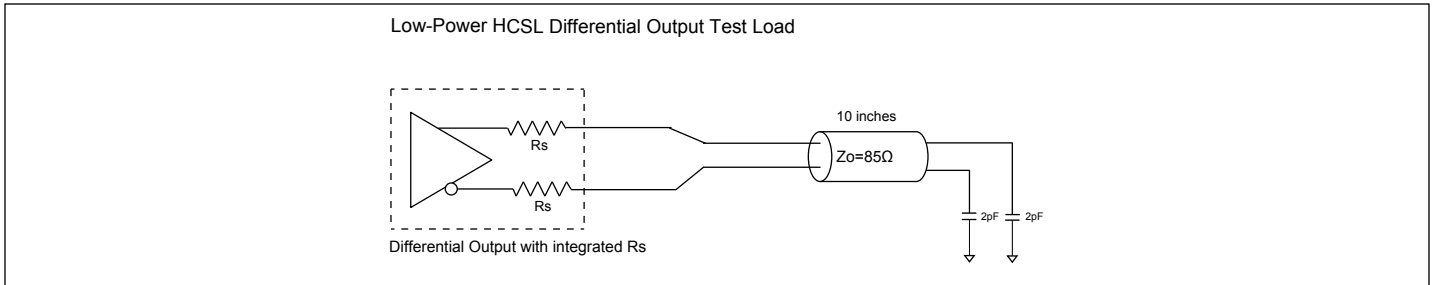 Low-Power HCSL Differential Output Test Load
10 inches
Rs
Zo=85Ω
Rs
2pF
2pF
Differential Output with integrated Rs